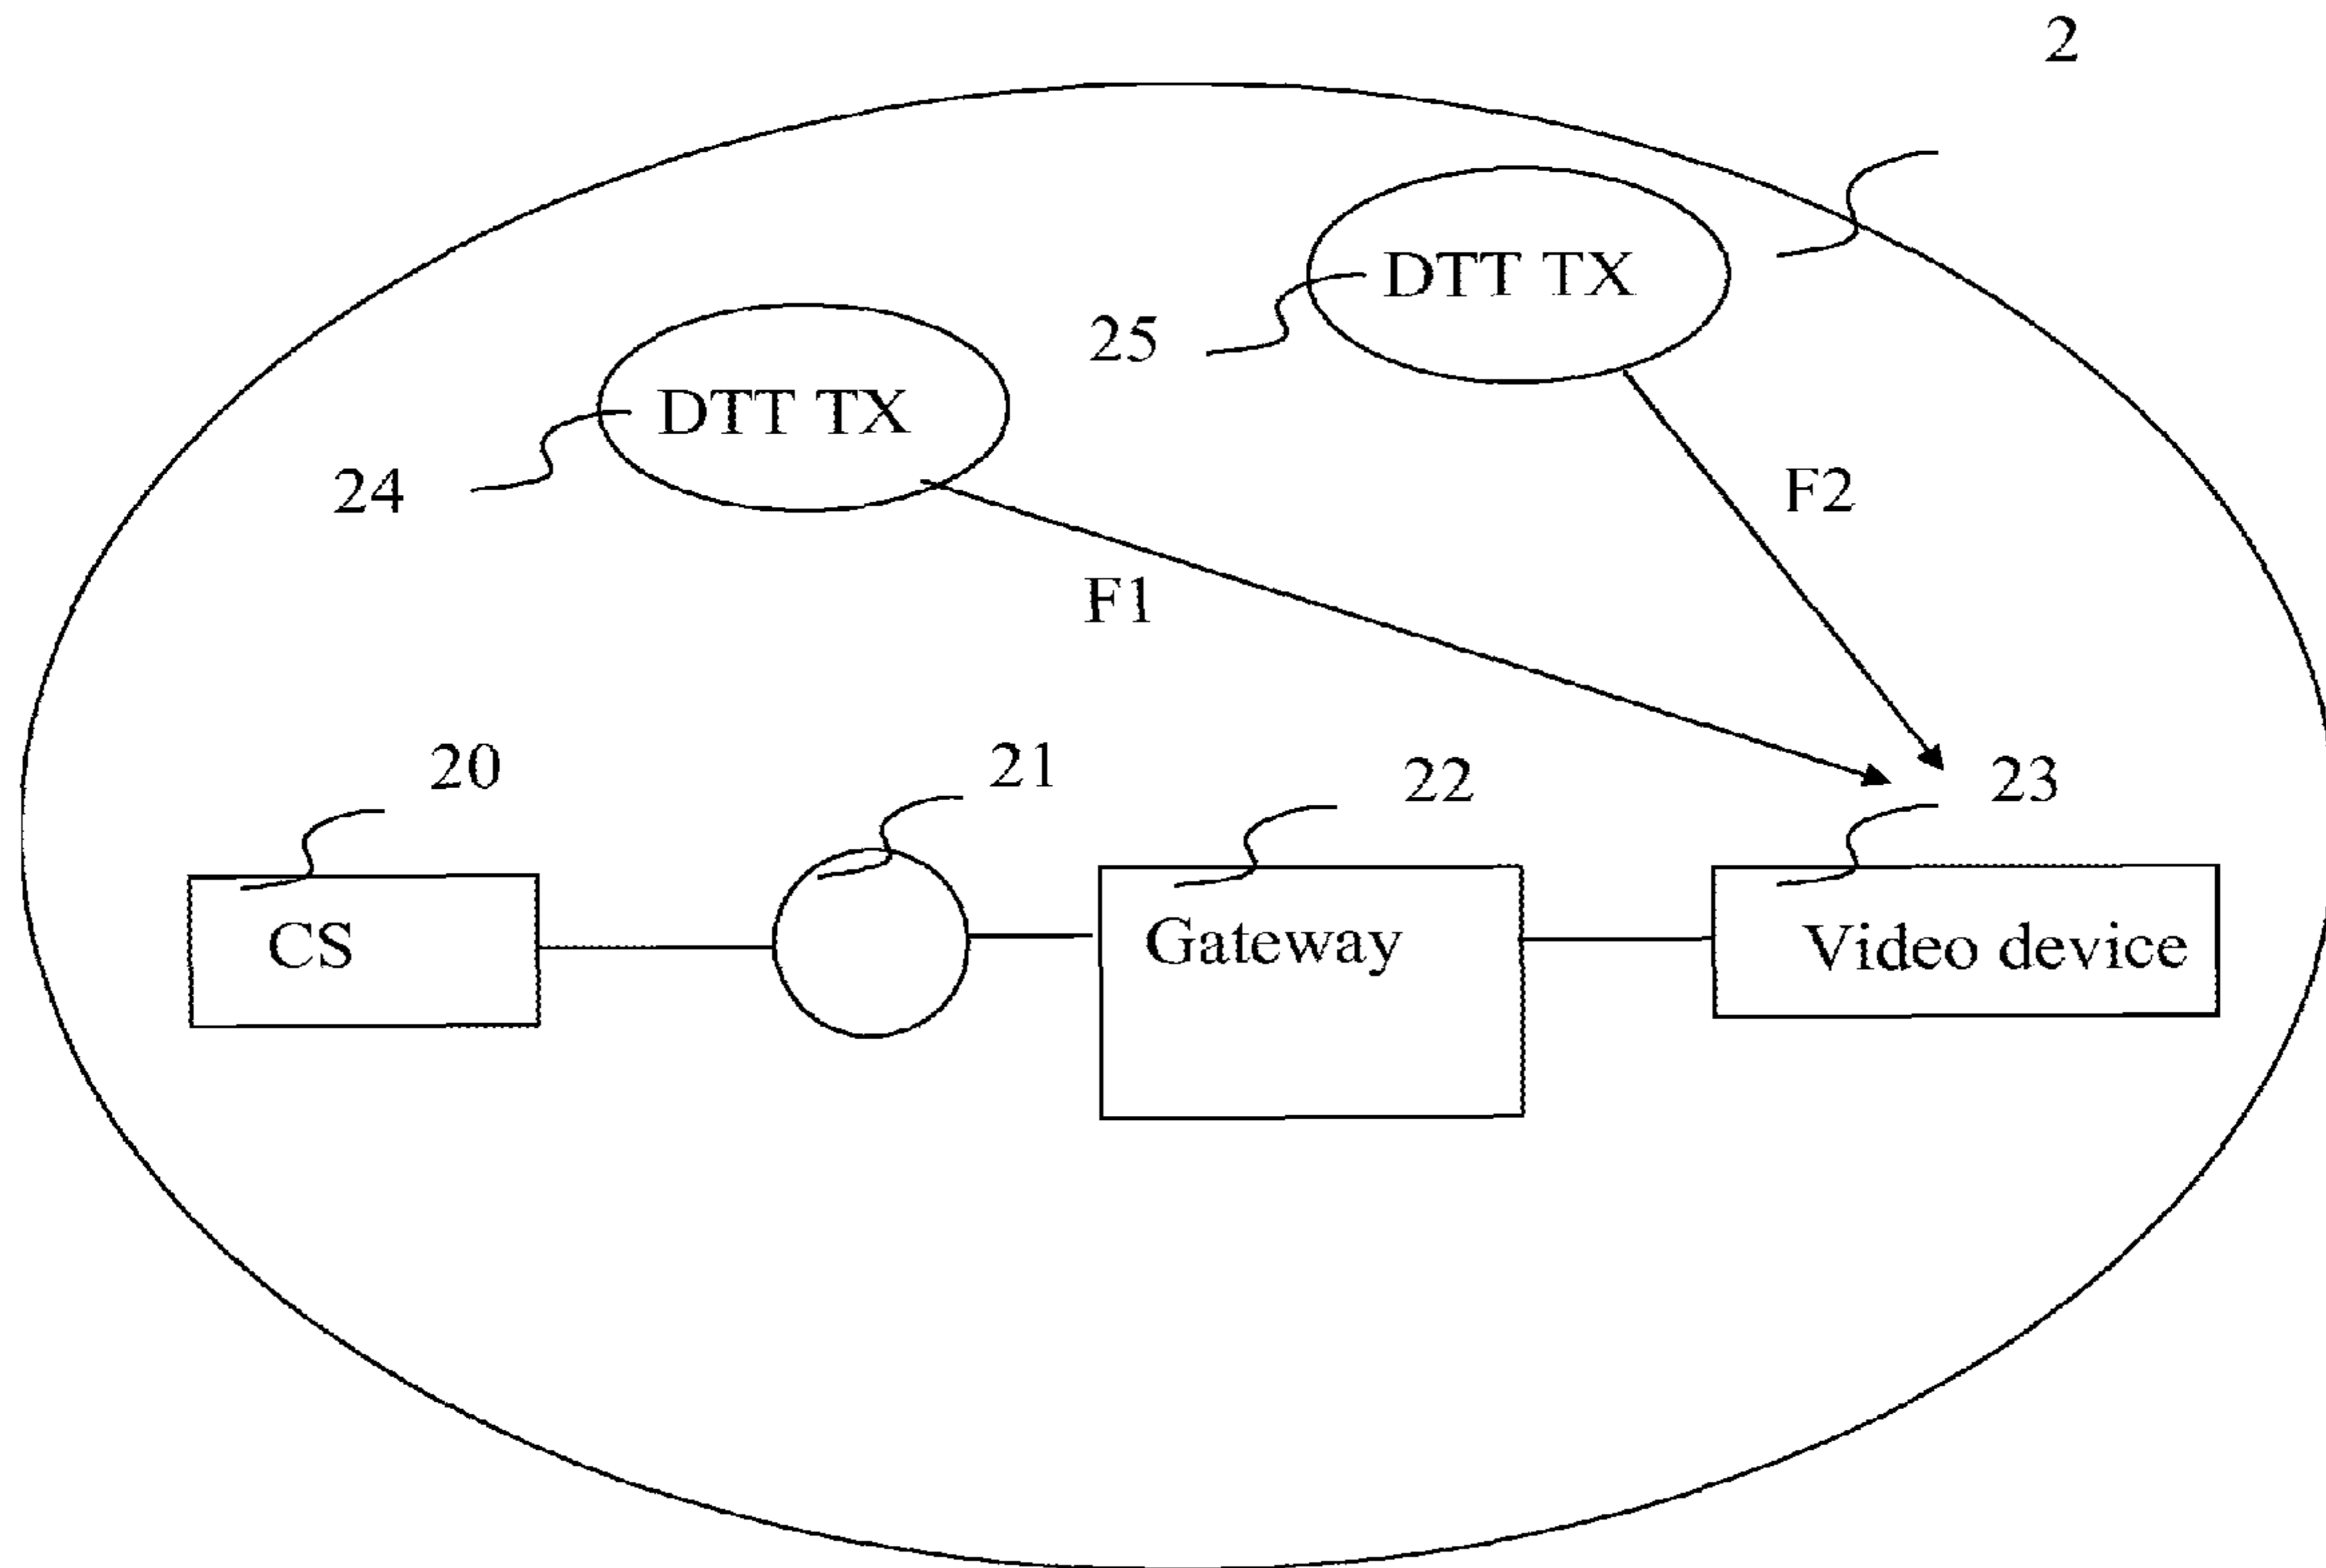 2
DTT TX
25
DTT TX
24
F2
F1
20
21
22
23
CS
Gateway
Video device